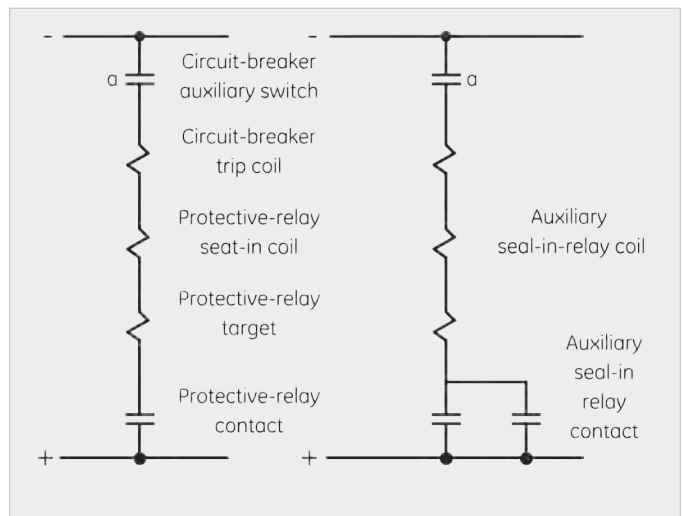 -
-
a
Circuit-breaker
auxiliary switch
a
Circuit-breaker
trip coil
Protective-relay
seat-in coil
Auxiliary
seal-in-relay coil
Protective-relay
target
Auxiliary
seal-in
relay
contact
Protective-relay
contact
+
+